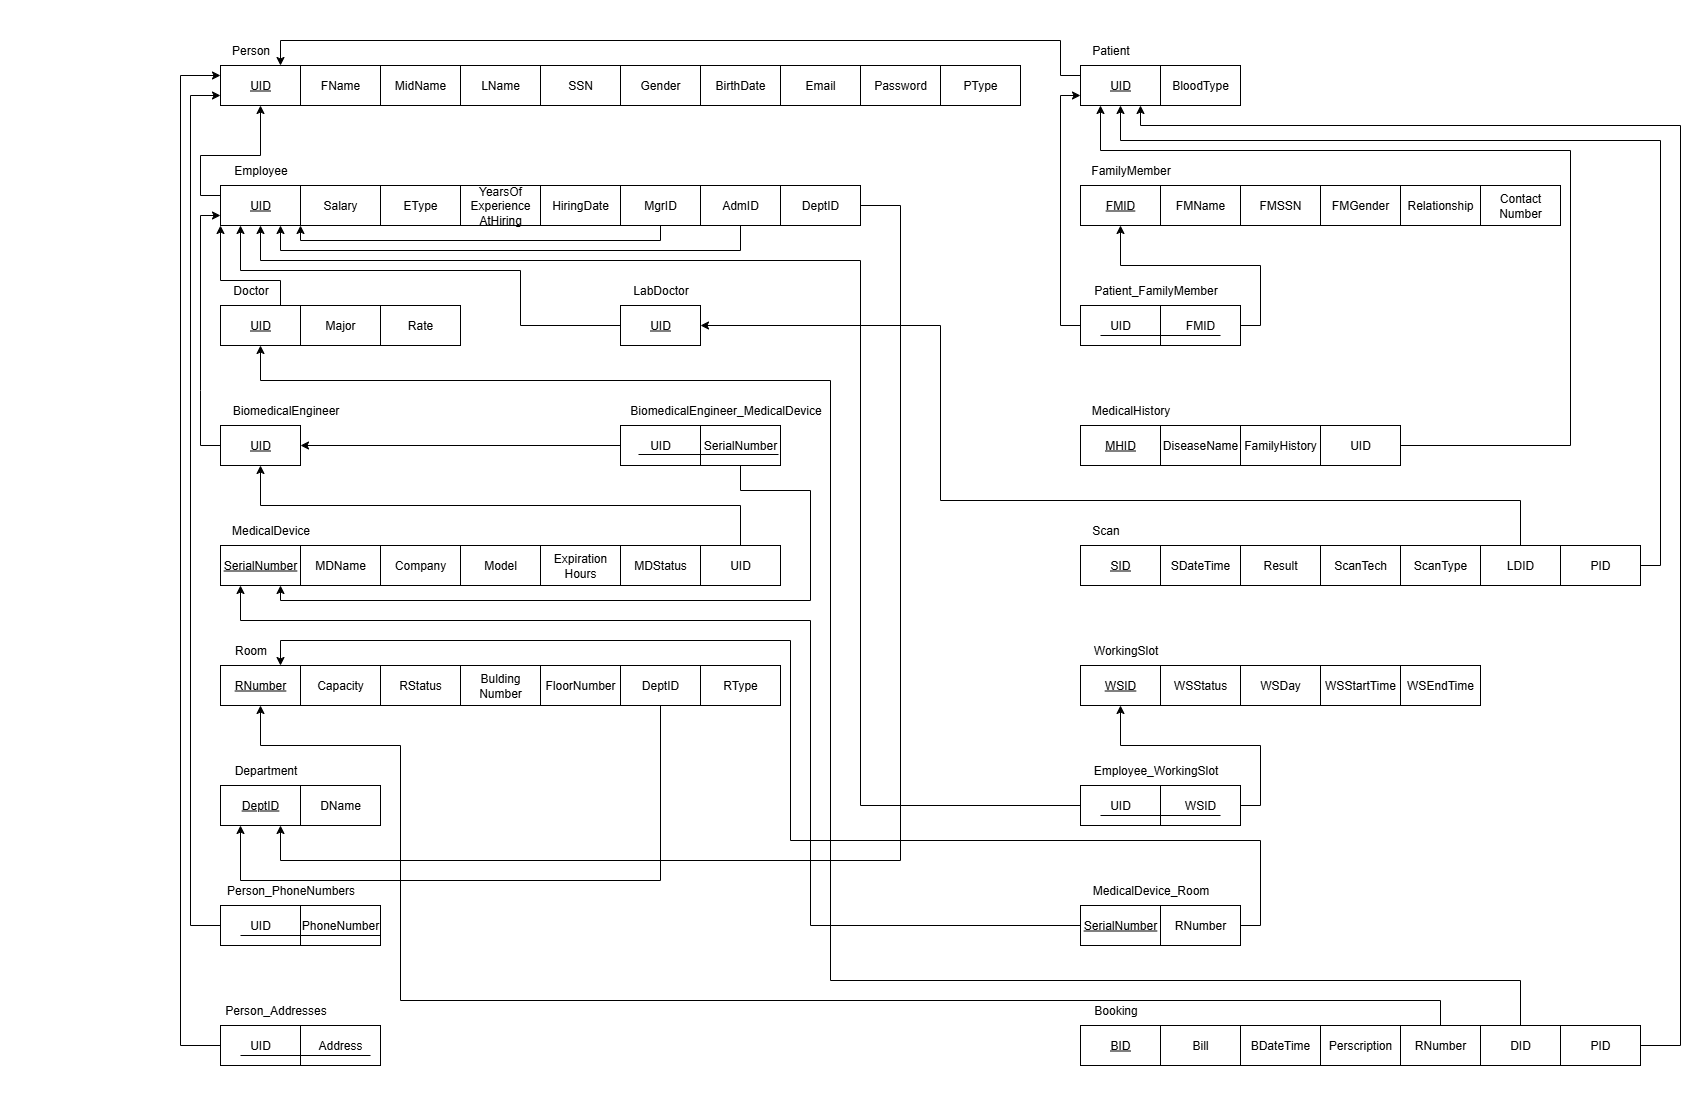 Person
UID FName MidName LName SSN Gender BirthDate Email Password PType
Patient
UID BloodType
Employee
UID Salary EType YearsOf Experience AtHiring HiringDate MgrID AdmID DeptID
FamilyMember
FMID FMName FMSSN FMGender Relationship Contact Number
Doctor
UID Major Rate
LabDoctor
UID
Patient_FamilyMember
UID FMID
BiomedicalEngineer
UID
BiomedicalEngineer_MedicalDevice
UID SerialNumber
MedicalHistory
MHID DiseaseName FamilyHistory UID
MedicalDevice
SerialNumber MDName Company Model Expiration Hours MDStatus UID
Scan
SID SDateTime Result ScanTech ScanType LDID PID
Room
RNumber Capacity RStatus Bulding Number FloorNumber DeptID RType
WorkingSlot
WSID WSStatus WSDay WSStartTime WSEndTime
Department
DeptID DName
Employee_WorkingSlot
UID WSID
Person_PhoneNumbers
UID PhoneNumber
MedicalDevice_Room
SerialNumber RNumber
Person_Addresses
UID Address
Booking
BID Bill BDateTime Perscription RNumber DID PID